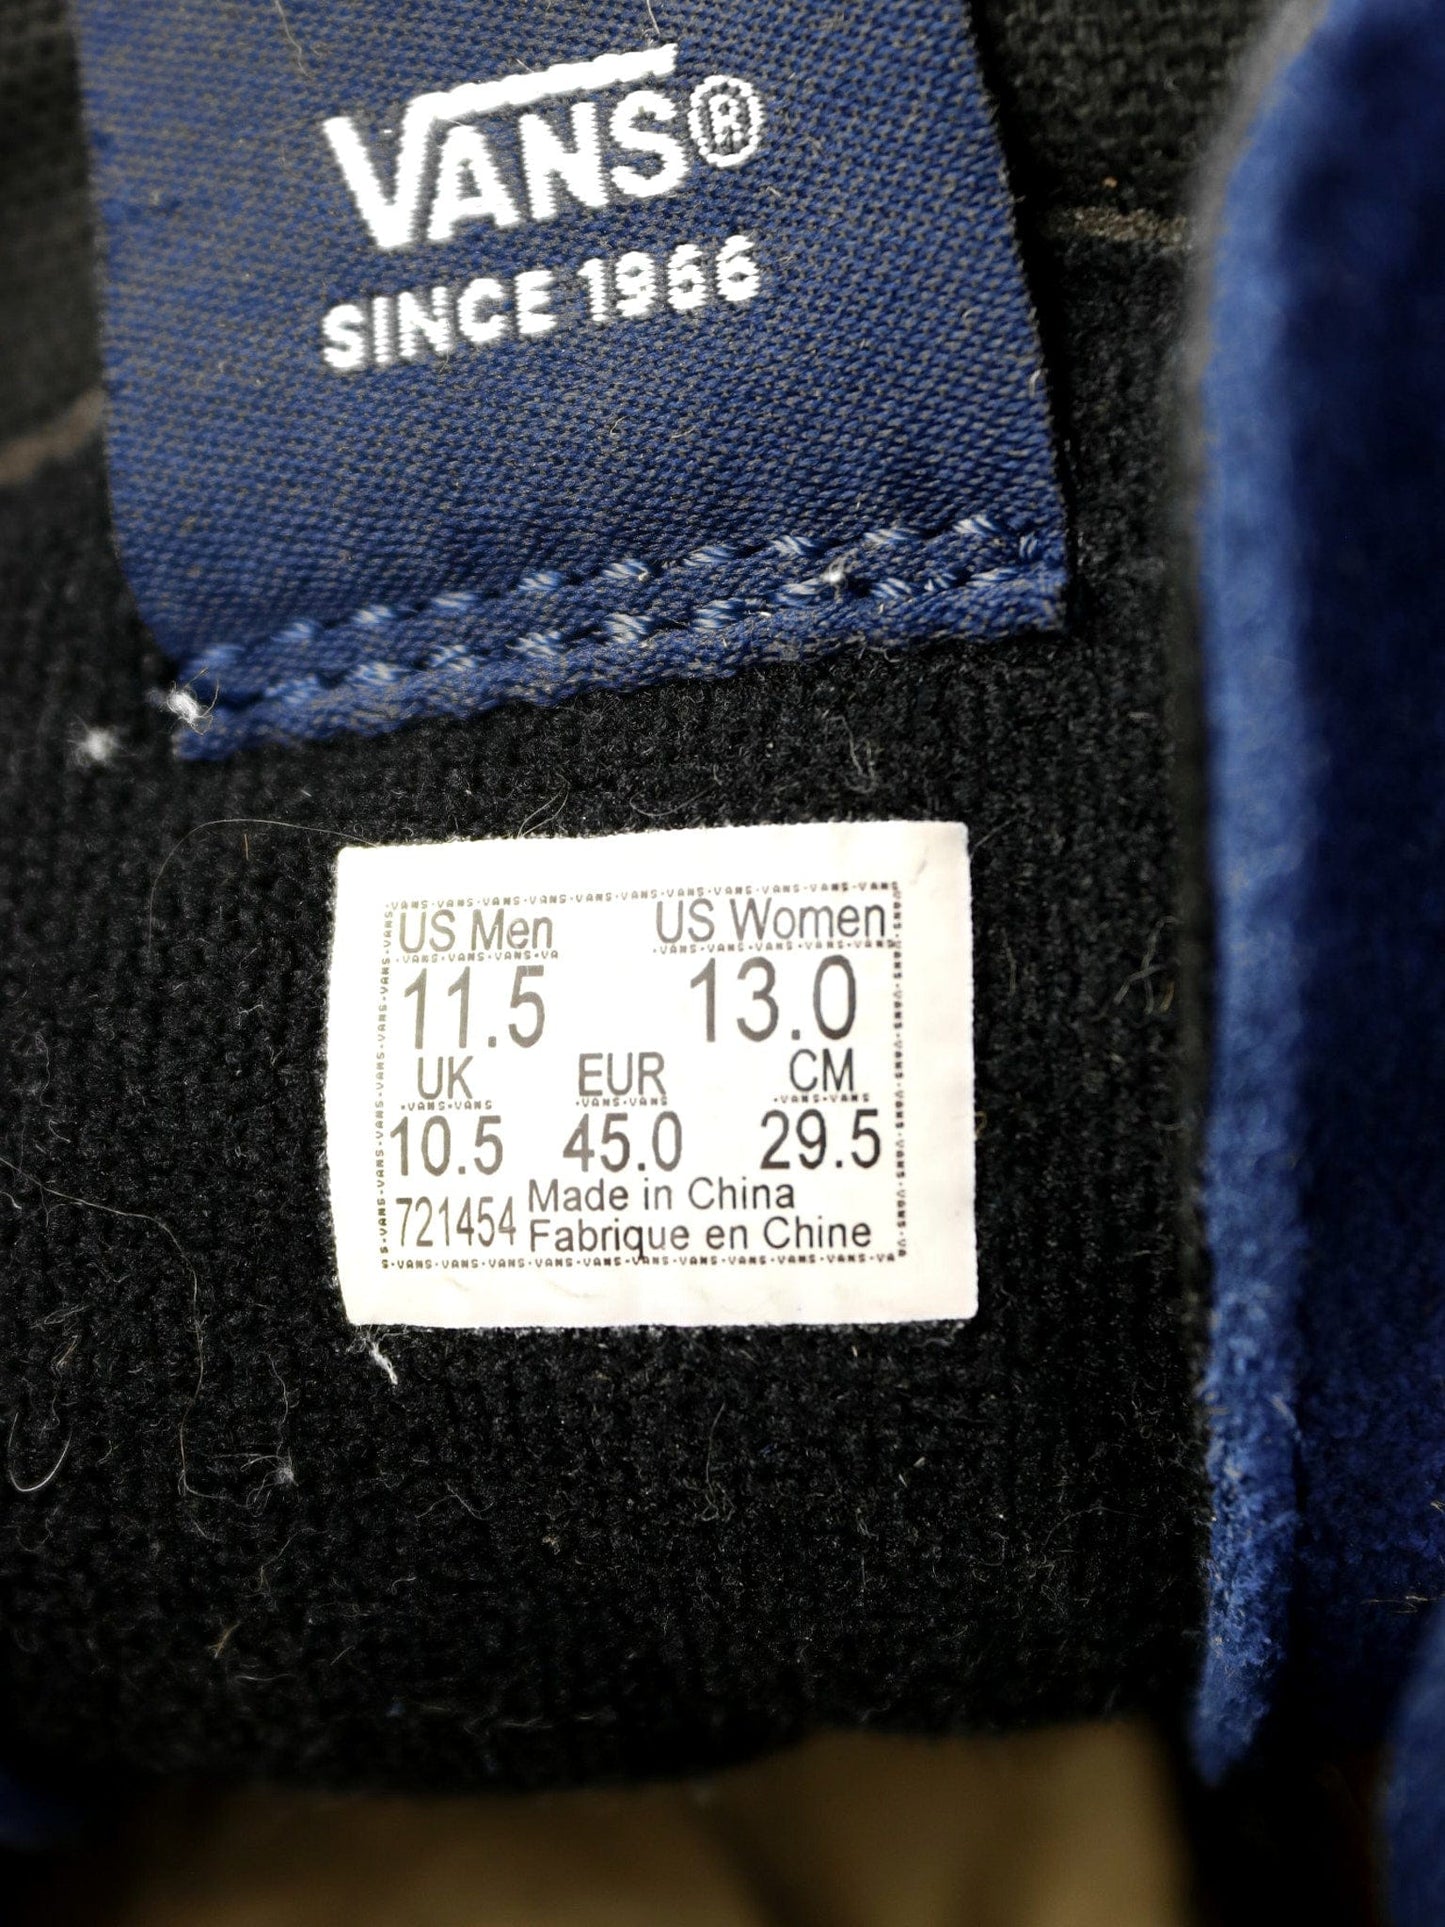 VANS®
SINCE 1966
US Men US Women
11.5 13.0
UK EUR CM
10.5 45.0 29.5
721454 Made in China
Fabrique en Chine